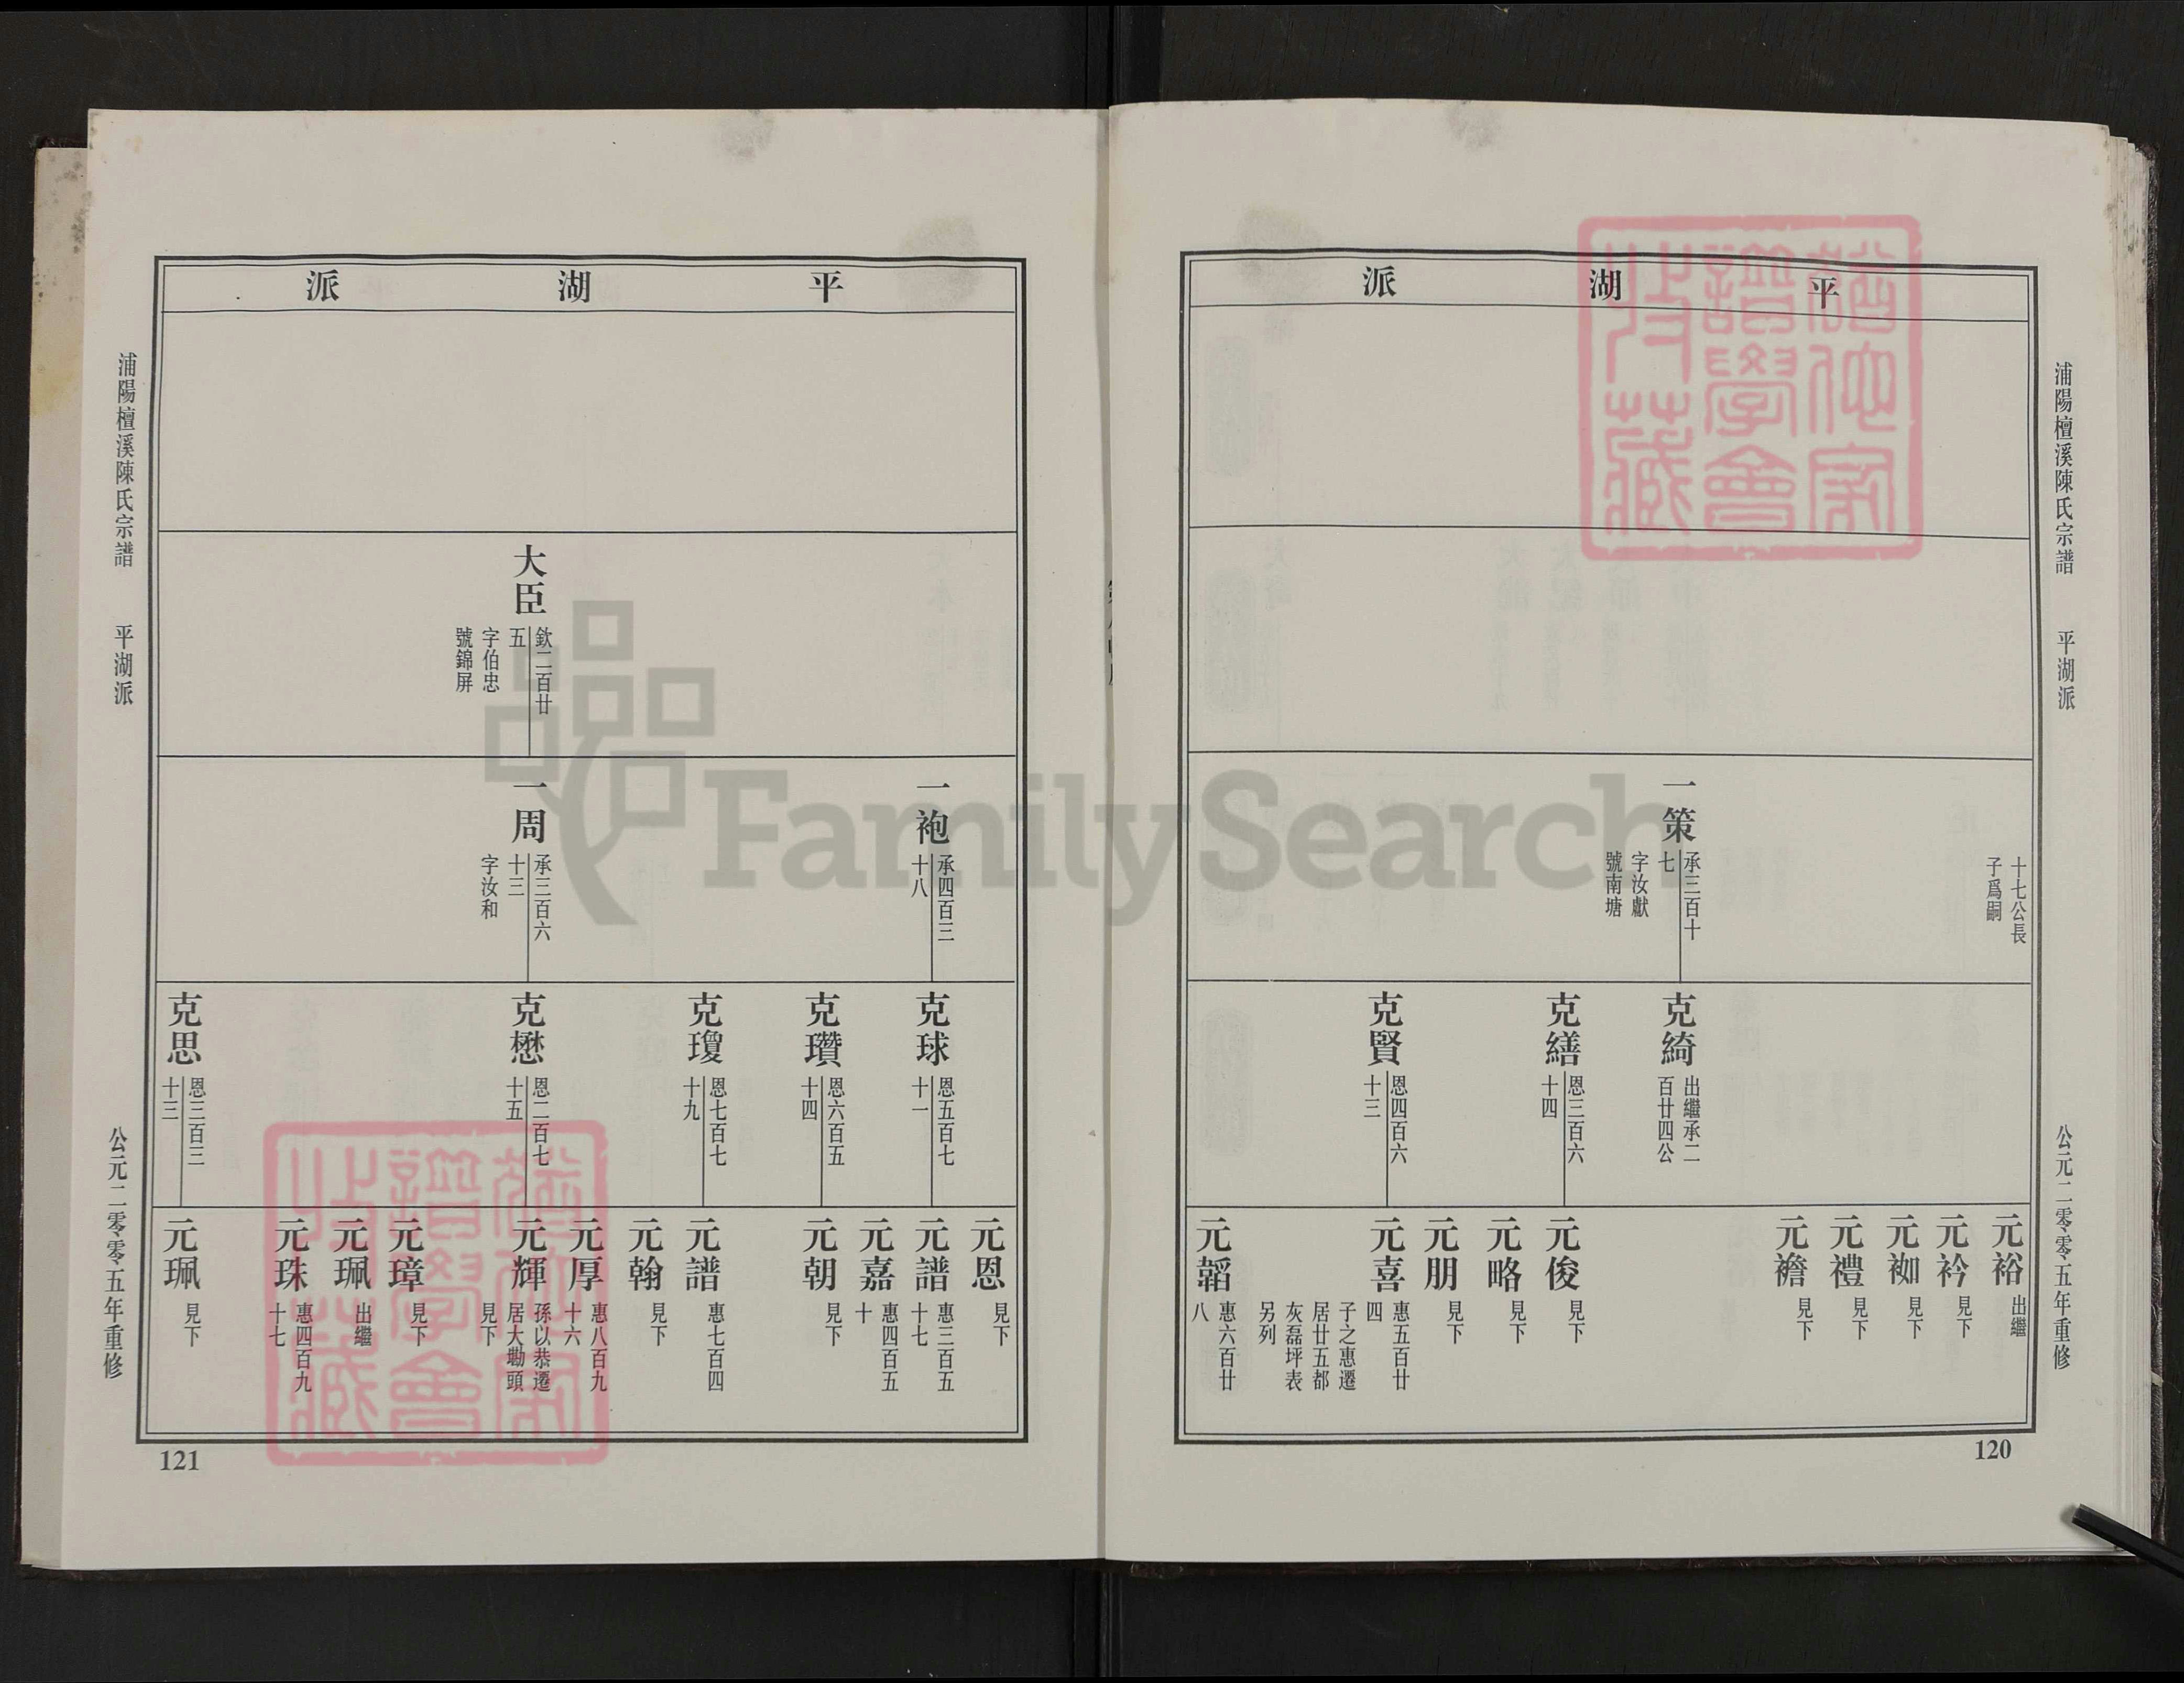 浦陽檀溪陳氏宗譜 平湖派 公元二零零五年重修
平湖派
十七公長
子爲嗣
一策
承三百十
七
字汝獻
號南塘
克綺
出繼承二
百廿四公
克繕
恩三百六
十四
克賢
恩四百六
十三
元裕
出繼
元衿
見下
元袽
見下
元禮
見下
元襜
見下
元俊
見下
元略
見下
元朋
見下
元喜
惠五百廿
四
子之惠遷
居廿五都
灰磊坪表
另列
元韜
惠六百廿
八
120
平湖派
大臣
欽二百廿
五
字伯忠
號錦屏
一袍
承四百三
十八
一周
承三百六
十三
字汝和
克球
恩五百七
十一
克瓚
恩六百五
十四
克瓊
恩七百七
十九
克懋
恩二百七
十五
克思
恩三百三
十三
元恩
見下
元譜
惠三百五
十七
元嘉
惠四百五
十
元朝
見下
元譜
惠七百四
元翰
見下
元厚
惠八百九
十六
元輝
孫以恭遷
居大勘頭
見下
元璋
見下
元珮
出繼
元珠
惠四百九
十七
元珮
見下
浦陽檀溪陳氏宗譜 平湖派 公元二零零五年重修
121
FamilySearch